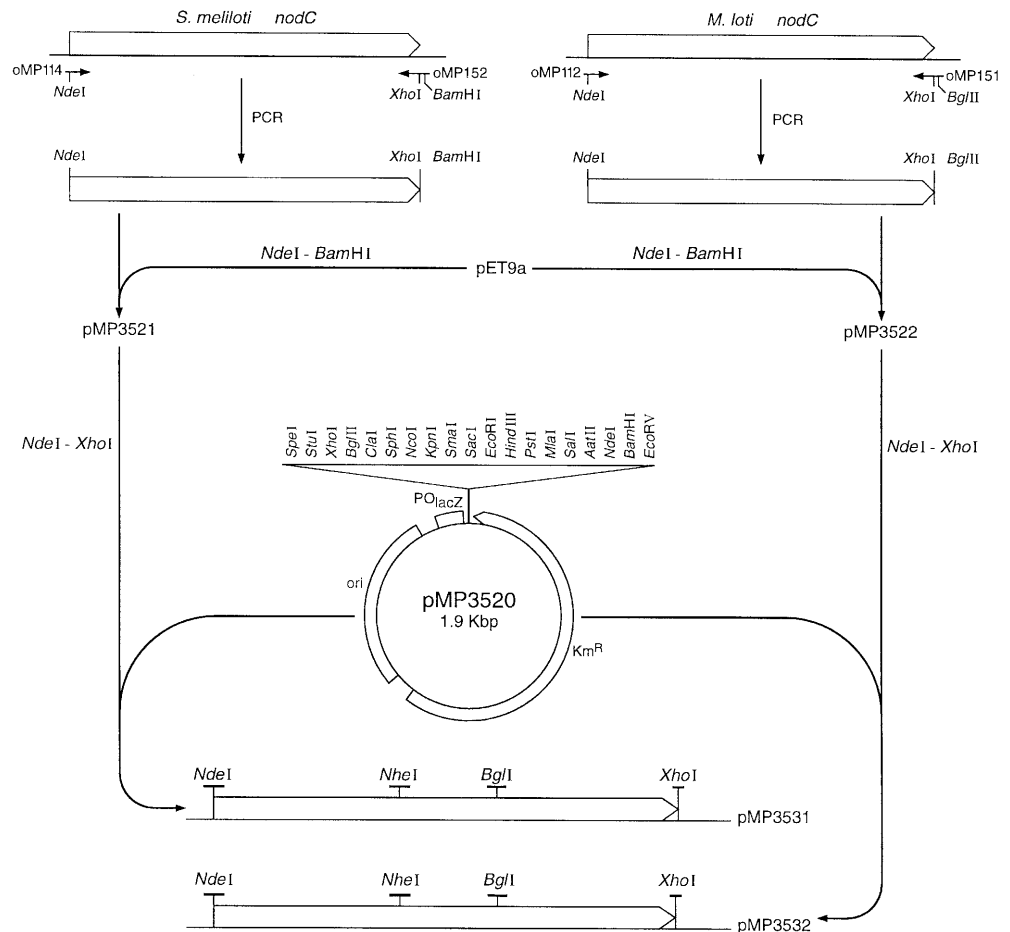 S. meliloti nodC
M. loti nodC
oMP114
oMP152
NdeI
XhoI
BamHI
oMP112
oMP151
NdeI
XhoI
BglII
PCR
PCR
NdeI
XhoI BamHI
NdeI
XhoI BglII
NdeI - BamHI
pET9a
NdeI - BamHI
pMP3521
pMP3522
NdeI - XhoI
NdeI - XhoI
SpeI
StuI
XhoI
BglII
ClaI
SphI
NcoI
KpnI
SmaI
SacI
EcoRI
HindIII
PstI
MlaI
SalI
AatII
NdeI
BamHI
EcoRV
POlacZ
ori
pMP3520
1.9 Kbp
KmR
NdeI
NheI
BglI
XhoI
pMP3531
NdeI
NheI
BglI
XhoI
pMP3532